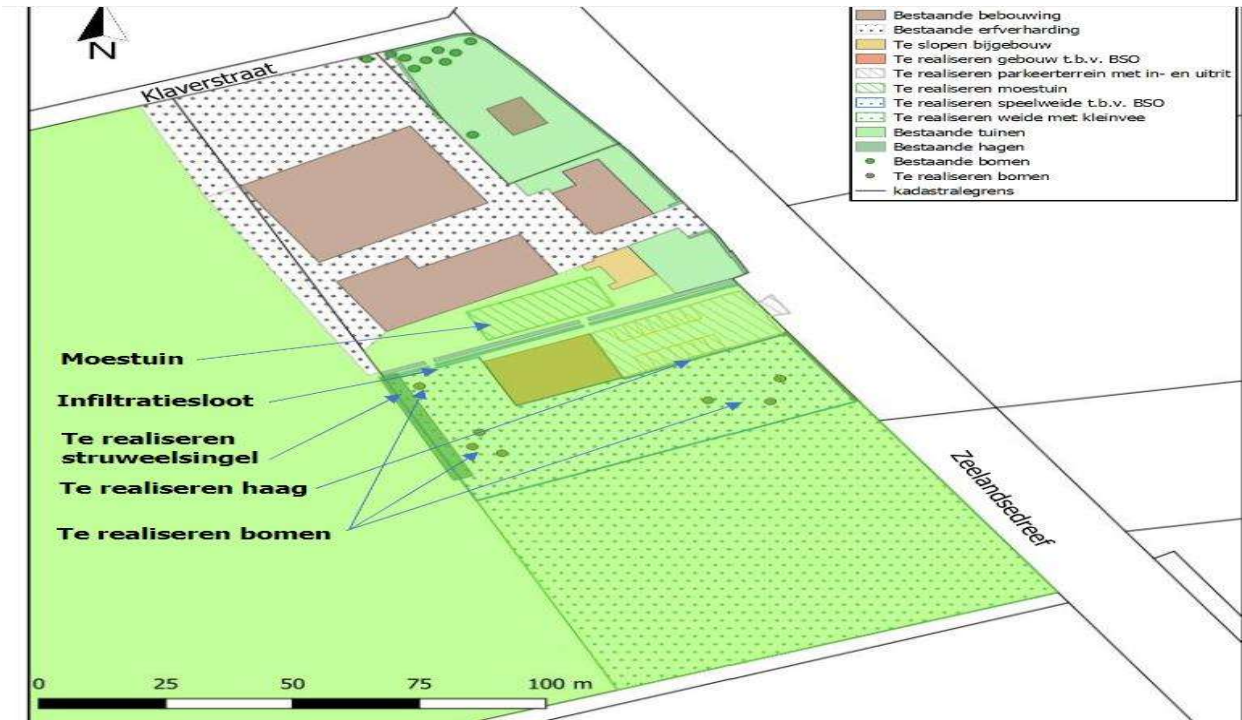 N
Klaverstraat
Bestaande bebouwing
Bestaande erfverharding
Te slopen bijgebouw
Te realiseren gebouw t.b.v. BSO
Te realiseren parkeerterrein met in- en uitrit
Te realiseren moestuin
Te realiseren speelweide t.b.v. BSO
Te realiseren weide met kleinvee
Bestaande tuinen
Bestaande hagen
Bestaande bomen
Te realiseren bomen
kadastralegrens
Moestuin
Infiltratiesloot
Te realiseren
struweelsingel
Te realiseren haag
Te realiseren bomen
Zeelandsedreef
0 25 50 75 100 m